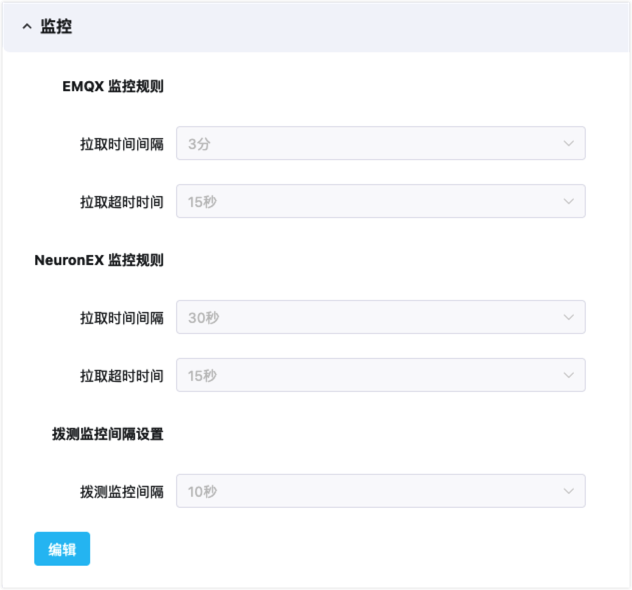 监控
EMQX 监控规则
拉取时间间隔 3分
拉取超时时间 15秒
NeuronEX 监控规则
拉取时间间隔 30秒
拉取超时时间 15秒
拨测监控间隔设置
拨测监控间隔 10秒
编辑